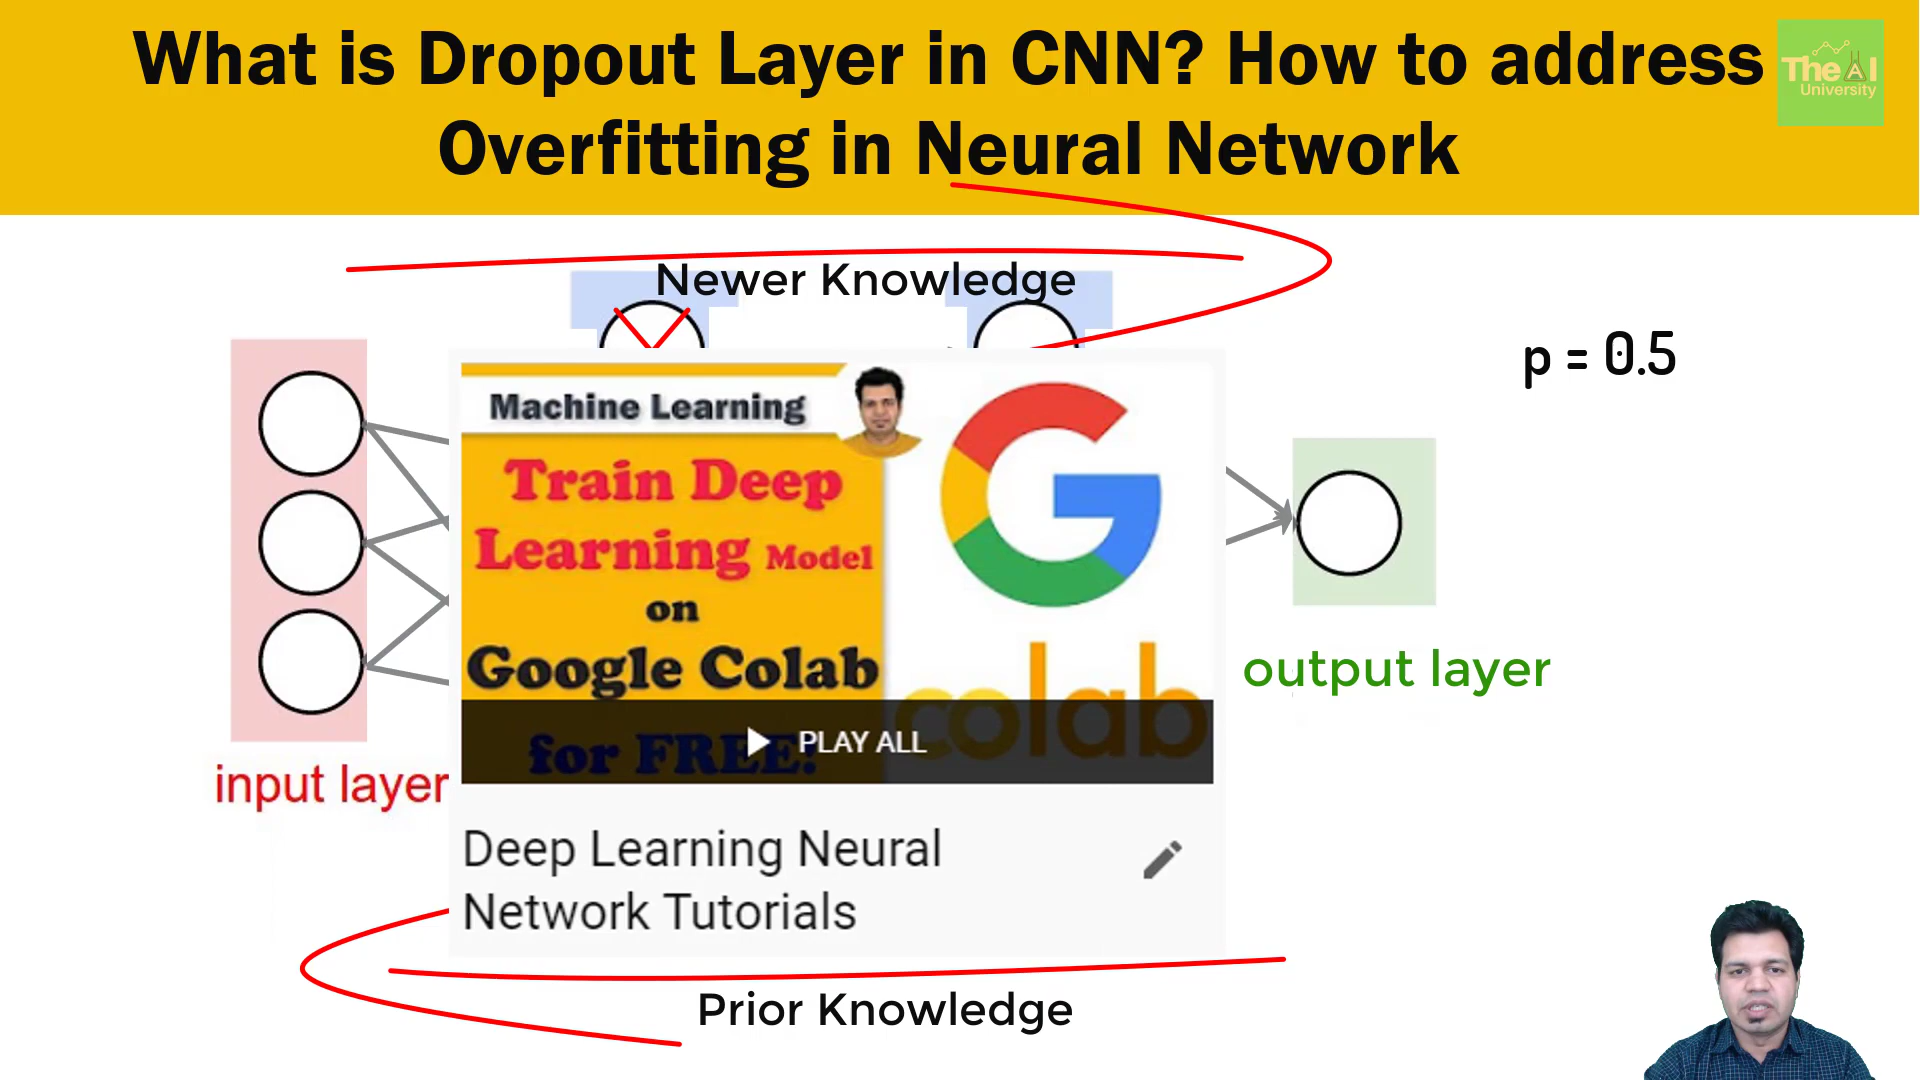 What is Dropout Layer in CNN? How to address
Overfitting in Neural Network
The AI
University
Newer Knowledge
p = 0.5
Machine Learning
Train Deep
Learning Model
on
Google Colab
for FREE!
colab
PLAY ALL
output layer
input layer
Deep Learning Neural
Network Tutorials
Prior Knowledge